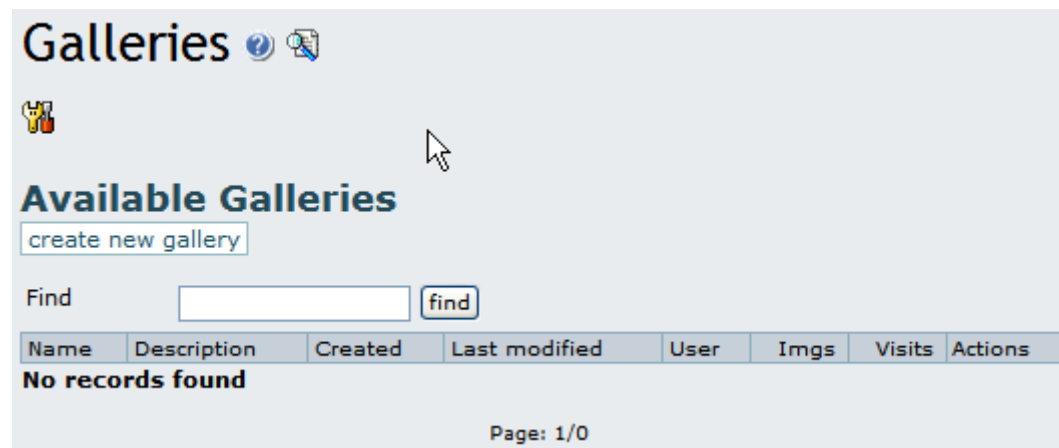 Galleries
Available Galleries
create new gallery
Find find
Name Description Created Last modified User Imgs Visits Actions
No records found
Page: 1/0